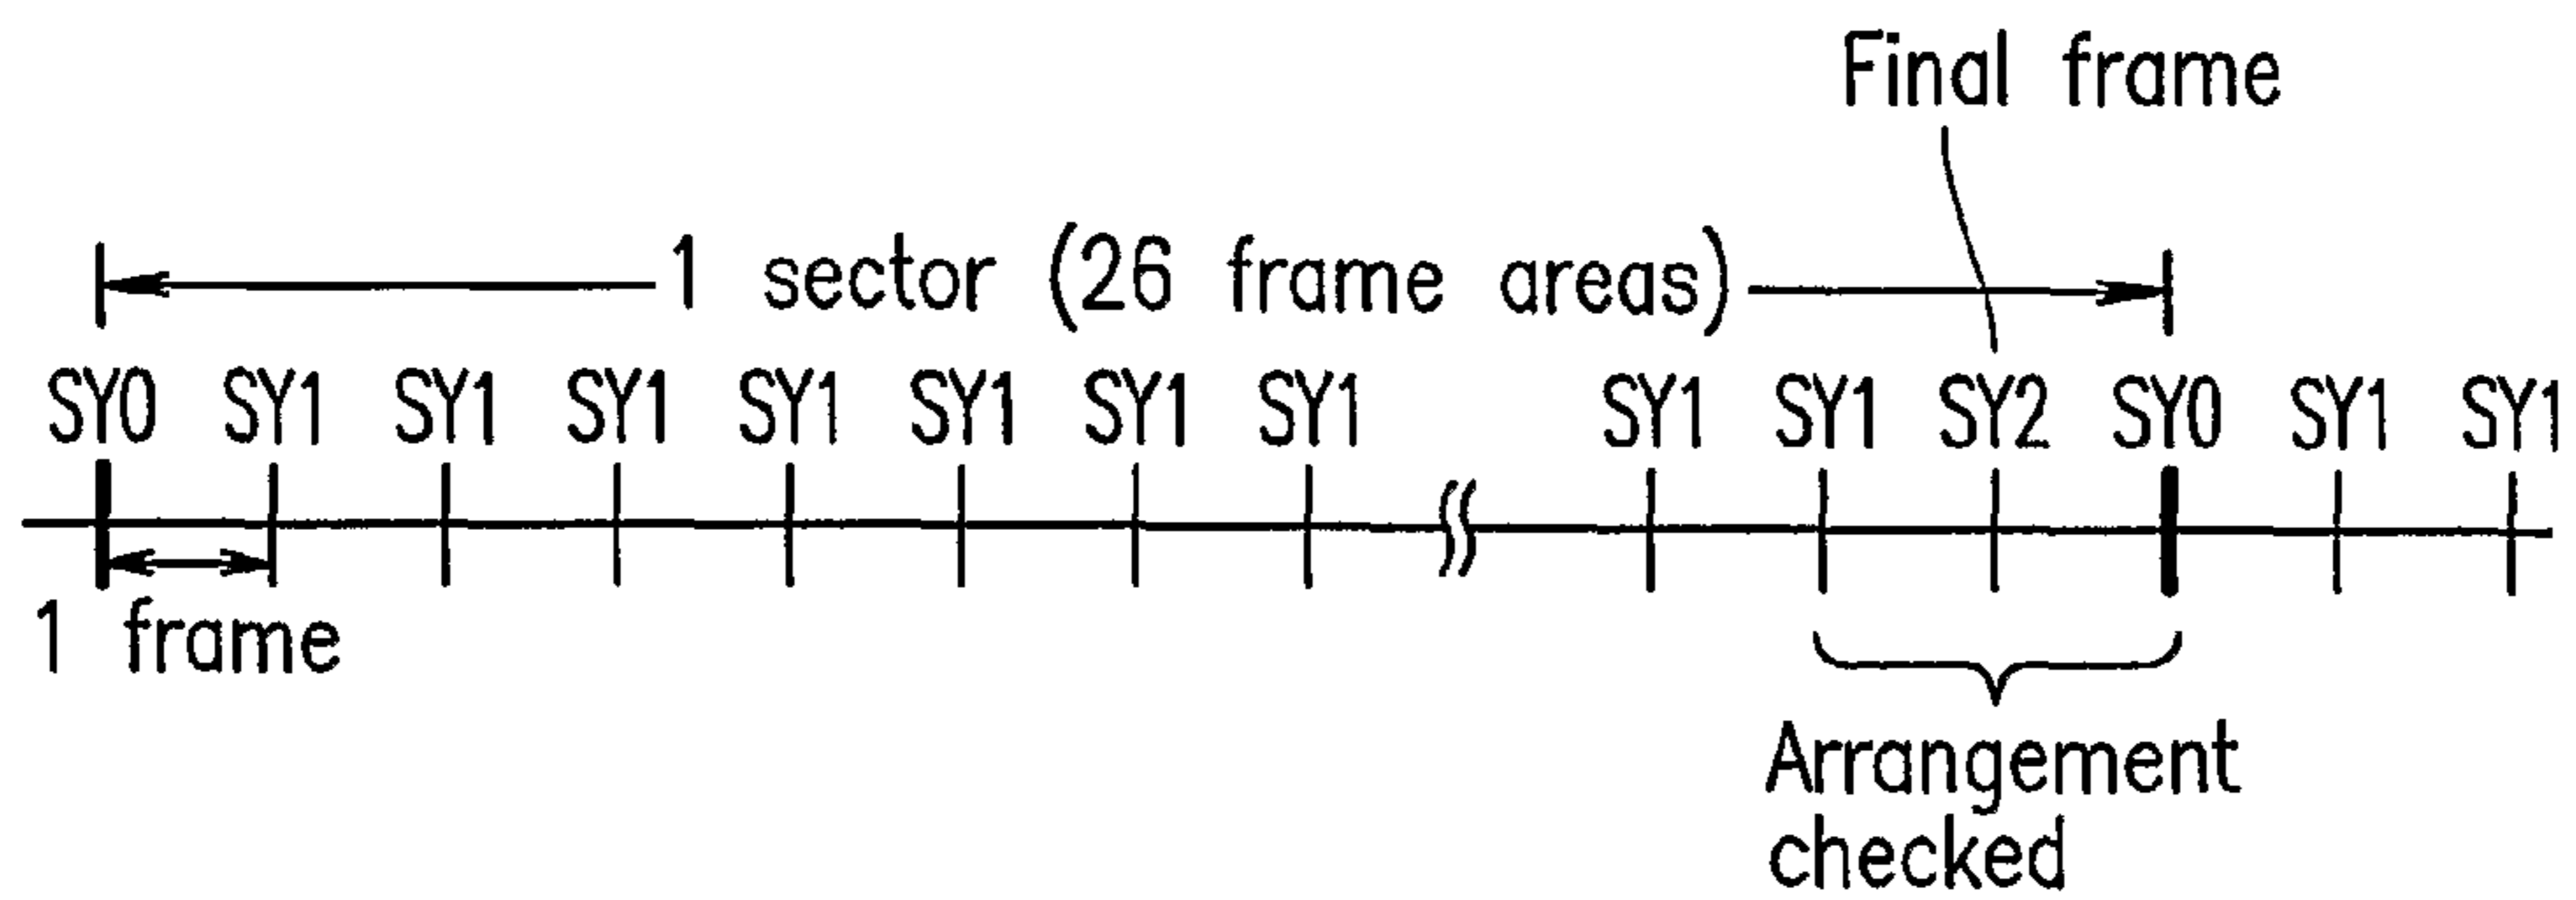 Final frame
1 sector (26 frame areas)
SY0 SY1 SY1 SY1 SY1 SY1 SY1 SY1 SY1 SY1 SY2 SY0 SY1 SY1
1 frame
Arrangement
checked